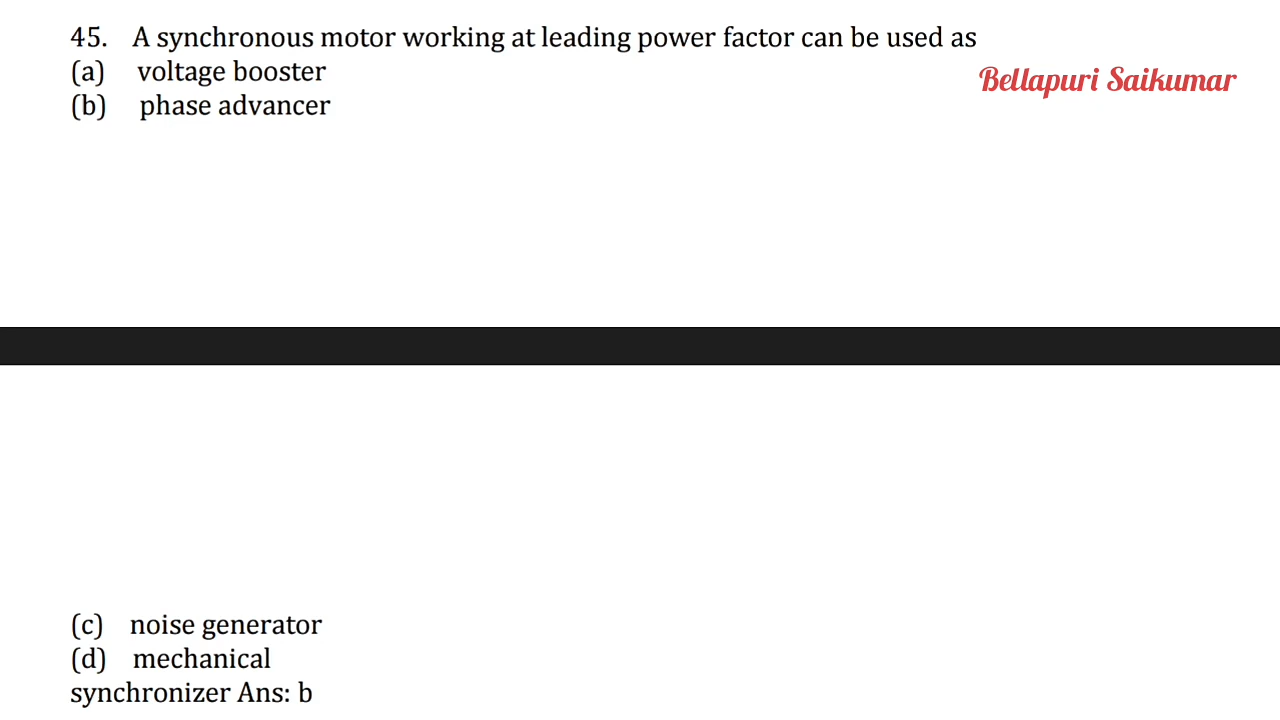 45. A synchronous motor working at leading power factor can be used as
(a) voltage booster
Bellapuri Saikumar
(b) phase advancer
(c) noise generator
(d) mechanical
synchronizer Ans: b